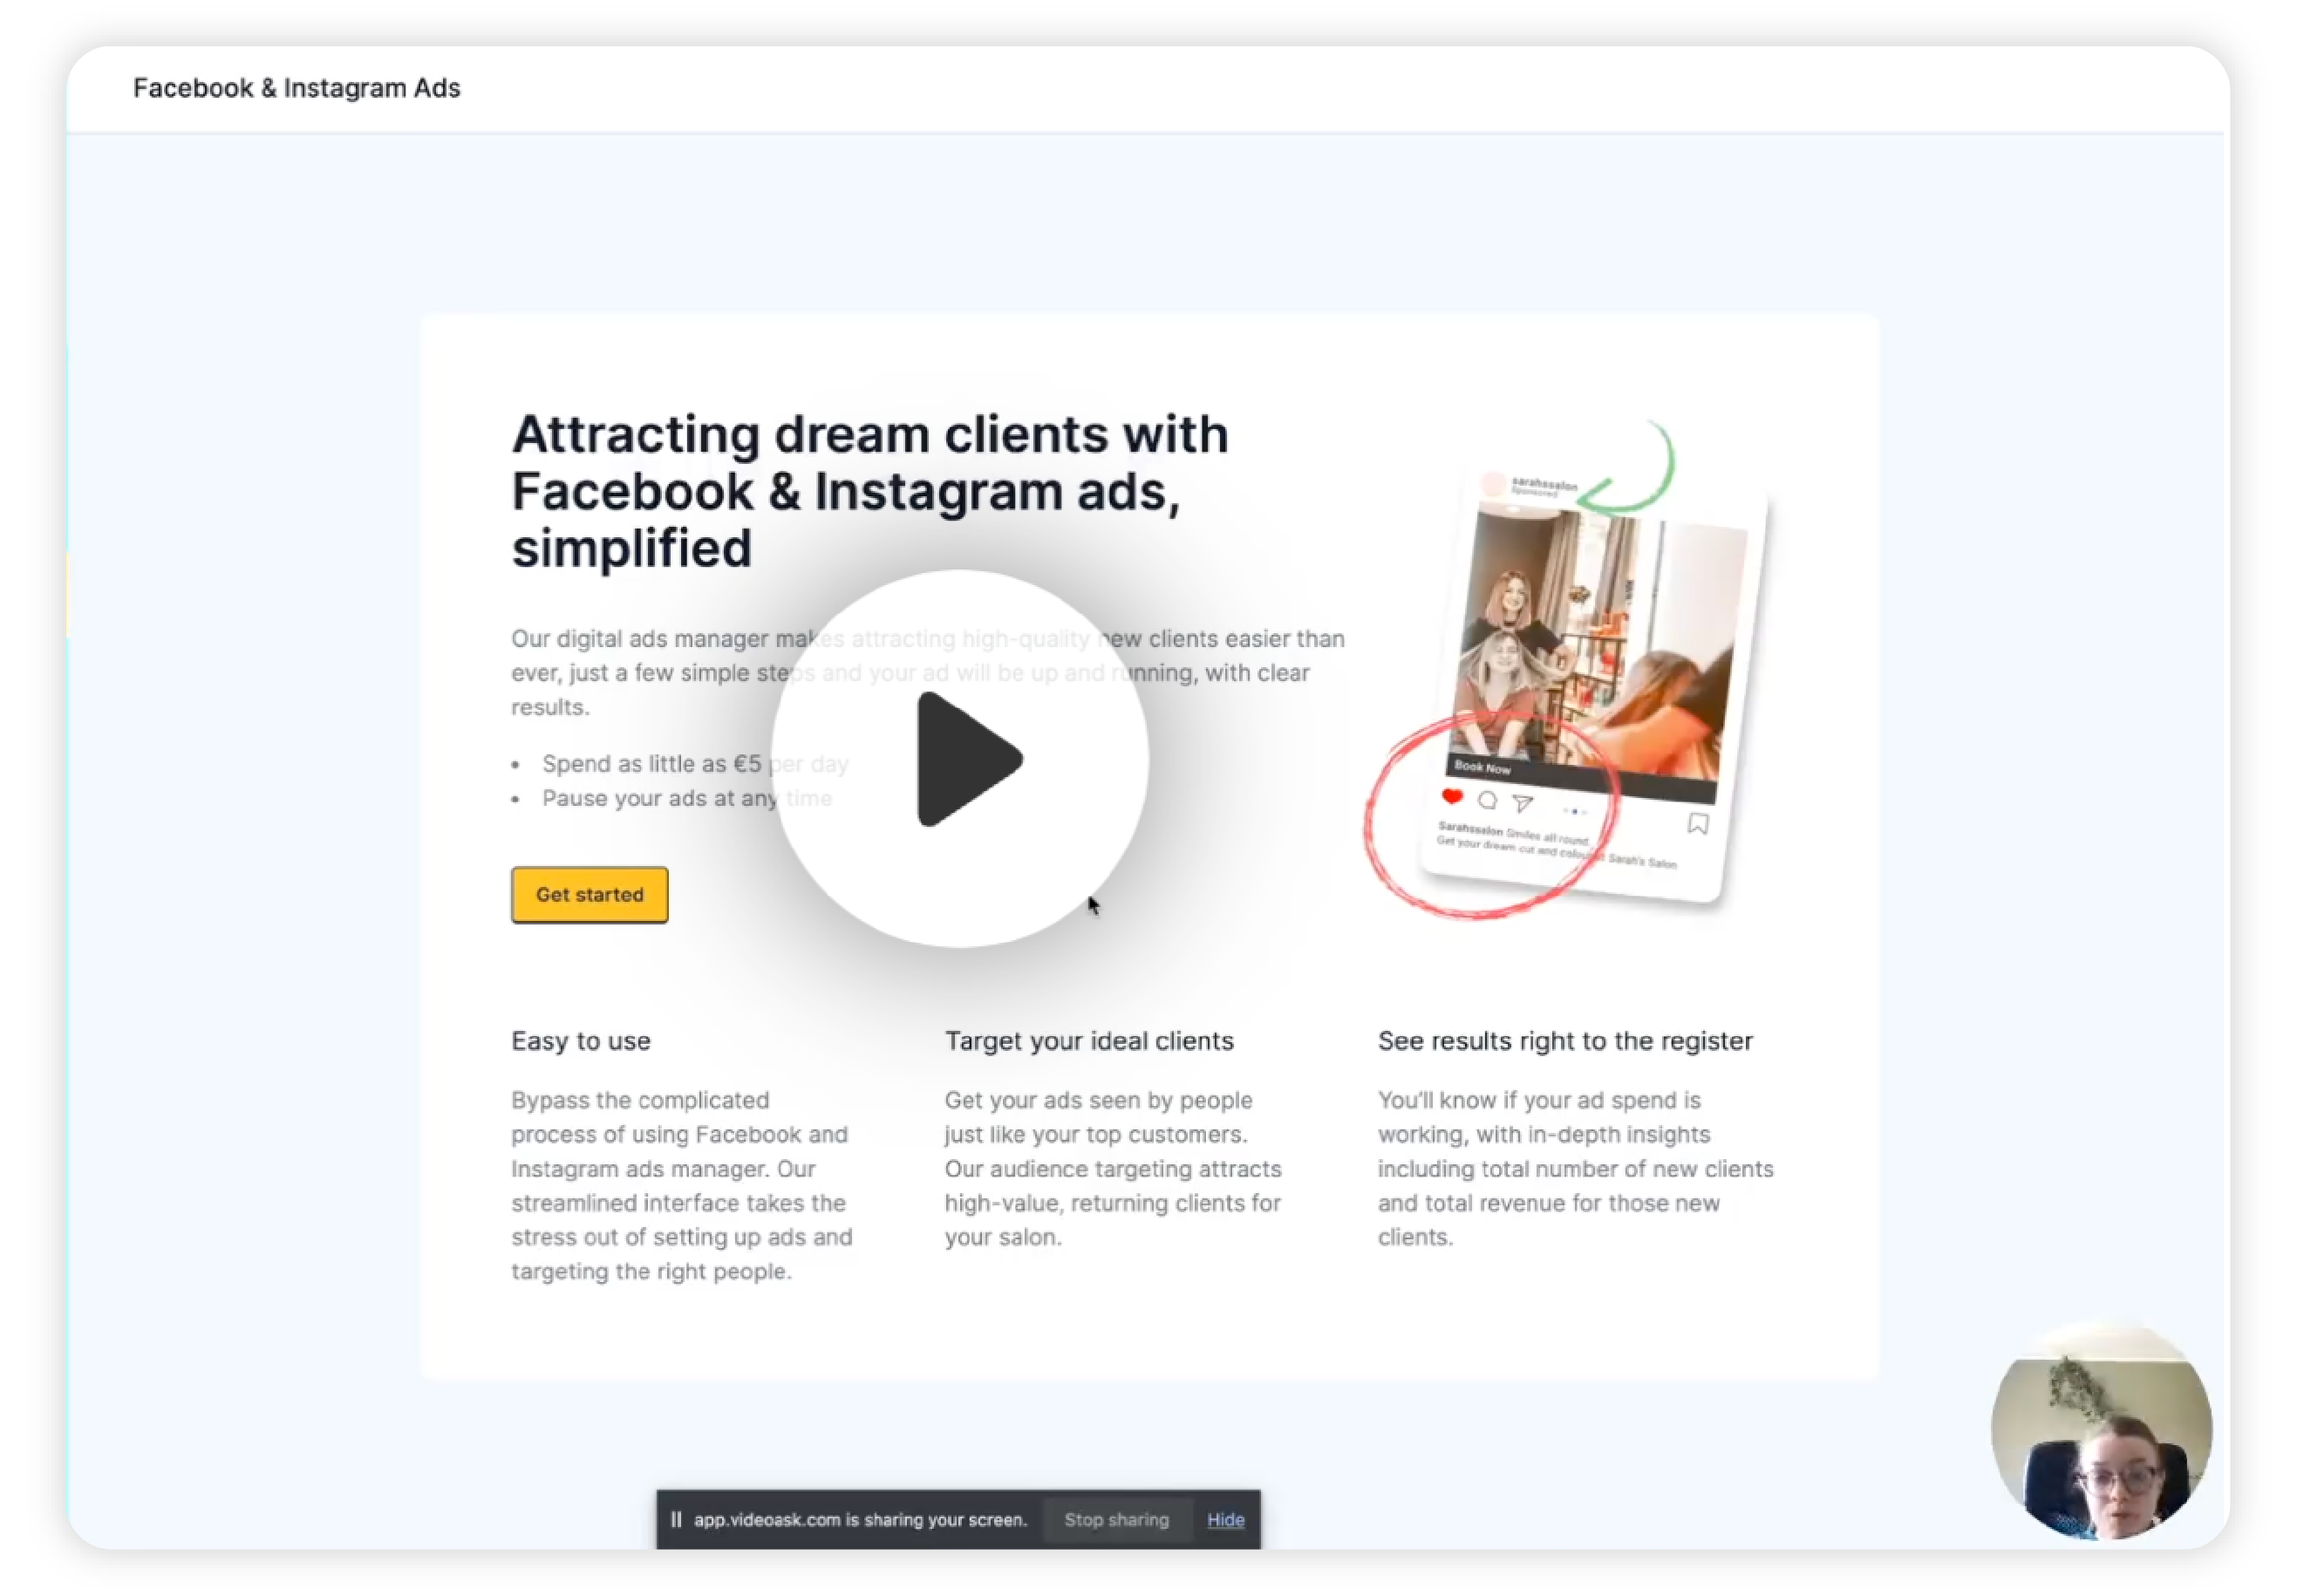 Facebook & Instagram Ads
Attracting dream clients with
Facebook & Instagram ads,
simplified
Our digital ads manager makes attracting high-quality new clients easier than
ever, just a few simple steps and your ad will be up and running, with clear
results.
• Spend as little as €5 per day
• Pause your ads at any time
Get started
sarahssalon
Sponsored
Book Now
Sarahssalon Smiles all round.
Get your dream cut and colour at Sarah's Salon
Easy to use
Bypass the complicated
process of using Facebook and
Instagram ads manager. Our
streamlined interface takes the
stress out of setting up ads and
targeting the right people.
Target your ideal clients
Get your ads seen by people
just like your top customers.
Our audience targeting attracts
high-value, returning clients for
your salon.
See results right to the register
You'll know if your ad spend is
working, with in-depth insights
including total number of new clients
and total revenue for those new
clients.
app.videoask.com is sharing your screen. Stop sharing Hide